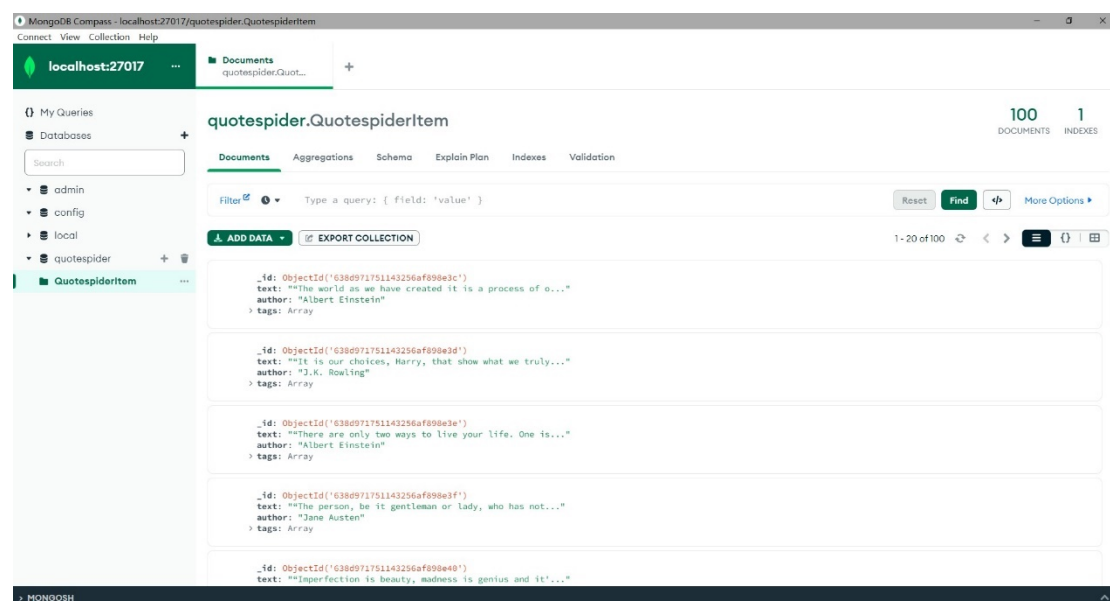 MongoDB Compass - localhost:27017/quotespider.QuotespiderItem
Connect View Collection Help
localhost:27017 ...
Documents
quotespider.Quot...
+
{} My Queries
Databases +
Search
admin
config
local
quotespider +
QuotespiderItem ...
quotespider.QuotespiderItem
100
DOCUMENTS
1
INDEXES
Documents Aggregations Schema Explain Plan Indexes Validation
Filter Type a query: { field: 'value' } Reset Find </> More Options
ADD DATA EXPORT COLLECTION 1 - 20 of 100 < > {}
_id: ObjectId('638d971751143256af898e3c')
text: "“The world as we have created it is a process of o..."
author: "Albert Einstein"
> tags: Array
_id: ObjectId('638d971751143256af898e3d')
text: "“It is our choices, Harry, that show what we truly..."
author: "J.K. Rowling"
> tags: Array
_id: ObjectId('638d971751143256af898e3e')
text: "“There are only two ways to live your life. One is..."
author: "Albert Einstein"
> tags: Array
_id: ObjectId('638d971751143256af898e3f')
text: "“The person, be it gentleman or lady, who has not..."
author: "Jane Austen"
> tags: Array
_id: ObjectId('638d971751143256af898e40')
text: "“Imperfection is beauty, madness is genius and it'..."
> MONGOSH